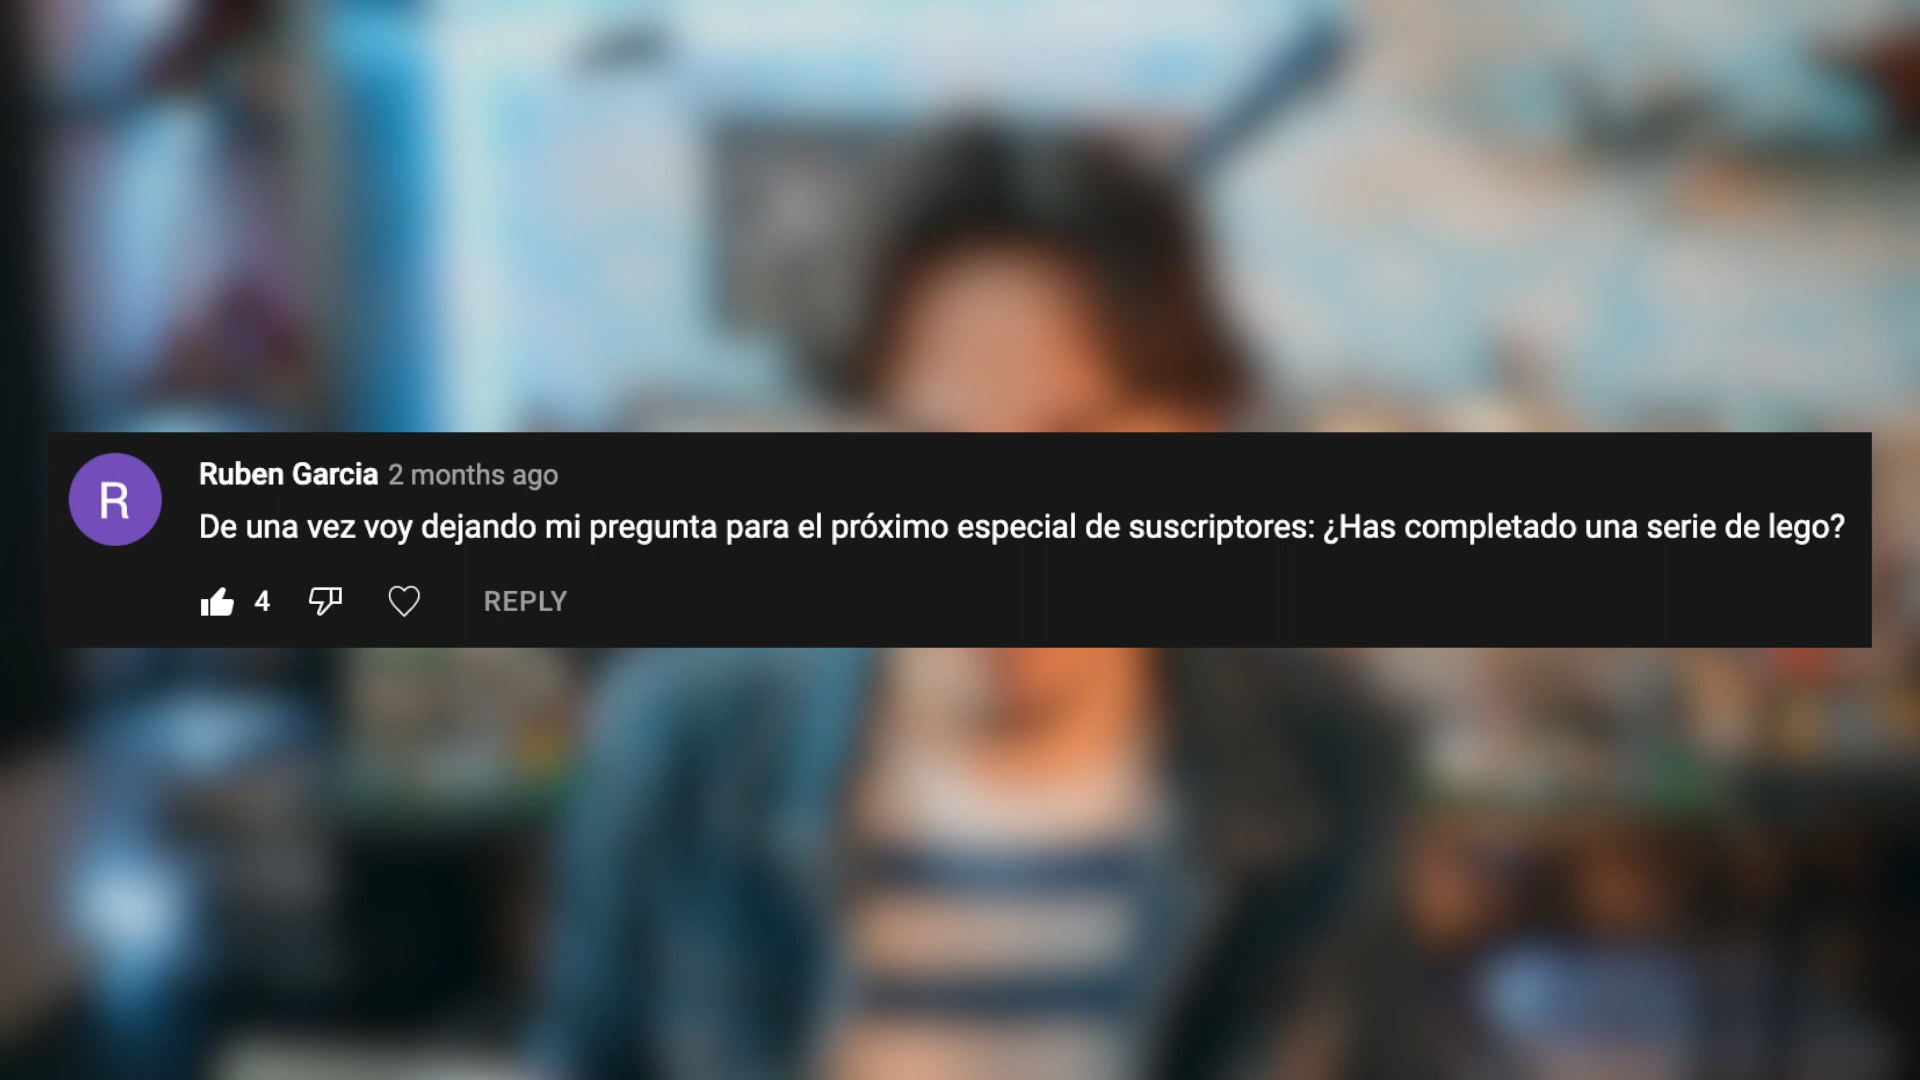 R
Ruben Garcia 2 months ago
De una vez voy dejando mi pregunta para el próximo especial de suscriptores: ¿Has completado una serie de lego?
4 REPLY